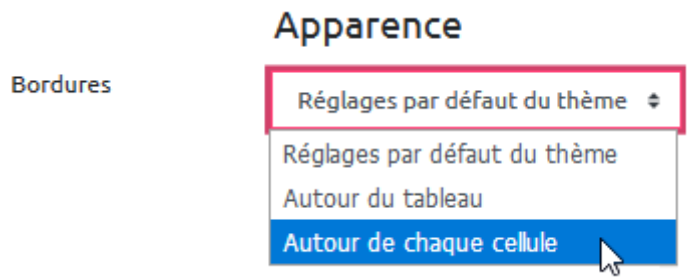 Apparence
Bordures
Réglages par défaut du thème
Réglages par défaut du thème
Autour du tableau
Autour de chaque cellule